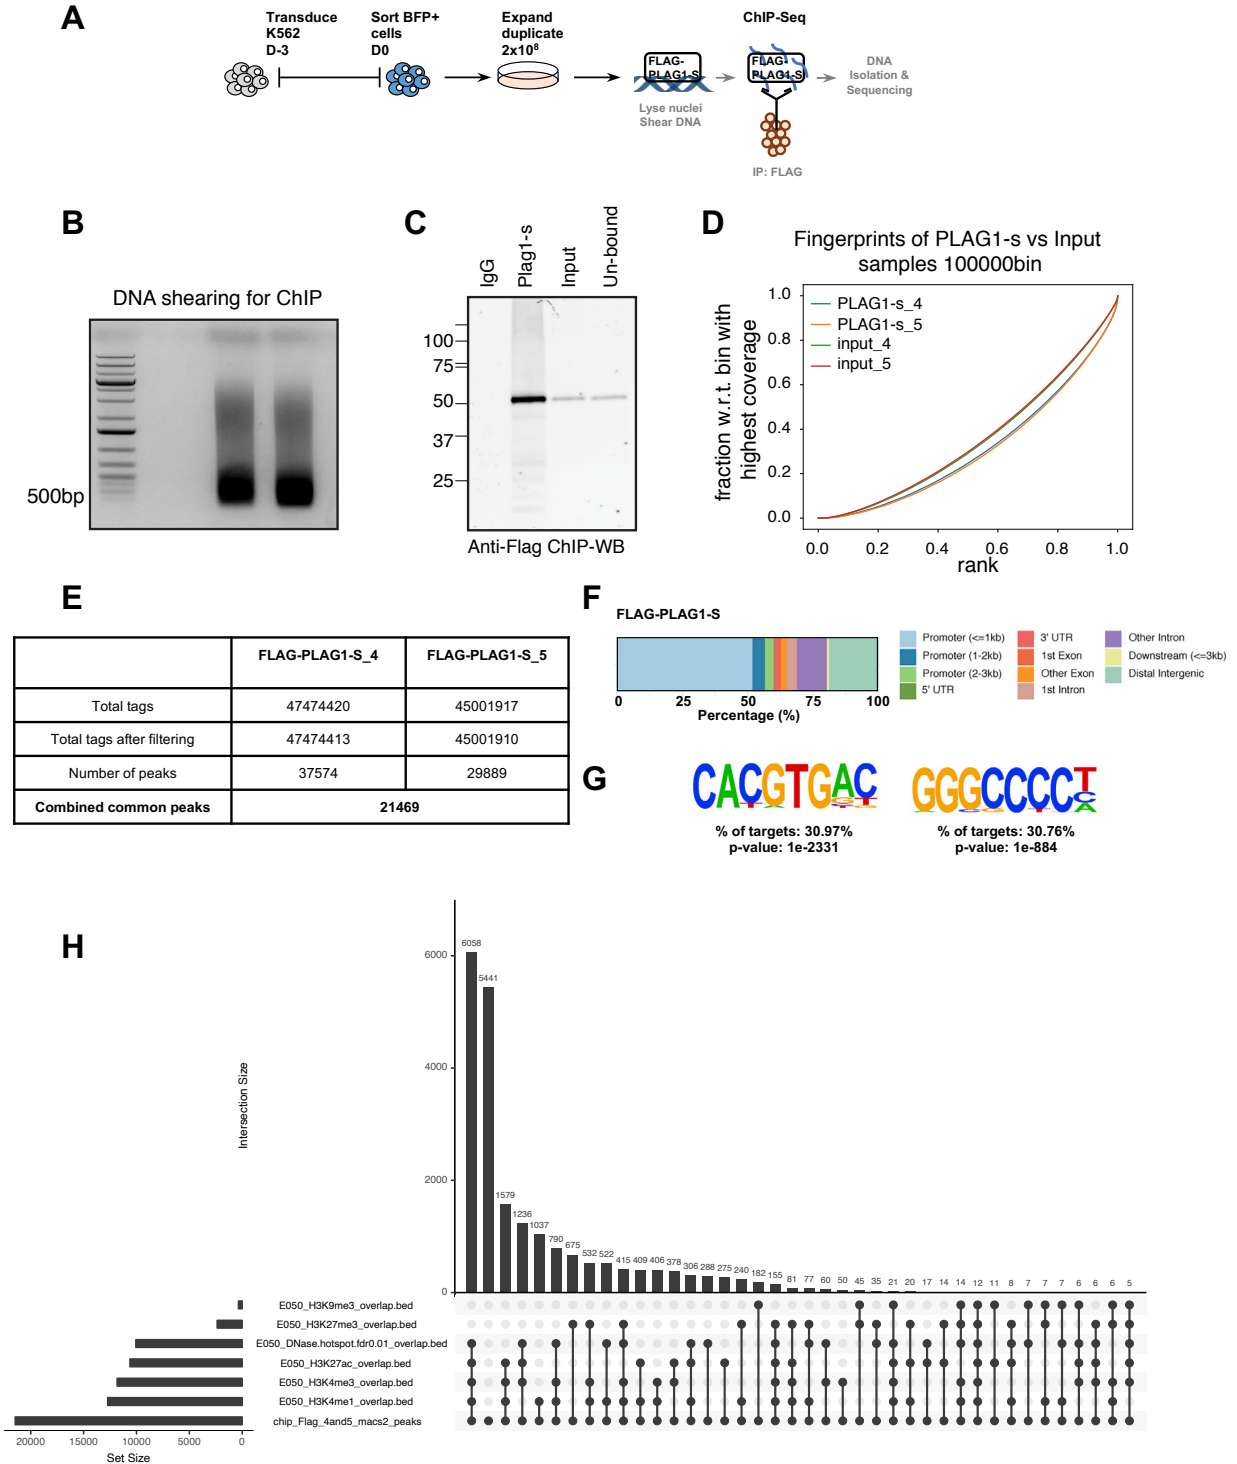 A
Transduce
K562
D-3
Sort BFP+
cells
D0
Expand
duplicate
2x10⁸
ChIP-Seq
FLAG-
PLAG1-S
FLAG-
PLAG1-S
DNA
Isolation &
Sequencing
Lyse nuclei
Shear DNA
IP: FLAG
B
DNA shearing for ChIP
500bp
C
IgG
Plag1-s
Input
Un-bound
100
75
50
37
25
Anti-Flag ChIP-WB
D
Fingerprints of PLAG1-s vs Input
samples 100000bin
fraction w.r.t. bin with
highest coverage
1.0
0.8
0.6
0.4
0.2
0.0
PLAG1-s_4
PLAG1-s_5
input_4
input_5
0.0 0.2 0.4 0.6 0.8 1.0
rank
E
FLAG-PLAG1-S_4 FLAG-PLAG1-S_5
Total tags 47474420 45001917
Total tags after filtering 47474413 45001910
Number of peaks 37574 29889
Combined common peaks 21469
F
FLAG-PLAG1-S
0 25 50 75 100
Percentage (%)
Promoter (<=1kb)
Promoter (1-2kb)
Promoter (2-3kb)
5' UTR
3' UTR
1st Exon
Other Exon
1st Intron
Other Intron
Downstream (<=3kb)
Distal Intergenic
G
CACGTGAC
% of targets: 30.97%
p-value: 1e-2331
GGGCCCCT
% of targets: 30.76%
p-value: 1e-884
H
Intersection Size
6000
4000
2000
0
6058 5441 1579 1236 1037 790 675 532 522 415 409 406 378 306 288 275 240 182 155 81 77 60 50 45 35 21 20 17 14 14 12 11 8 7 7 7 6 6 6 5
E050_H3K9me3_overlap.bed
E050_H3K27me3_overlap.bed
E050_DNase.hotspot.fdr0.01_overlap.bed
E050_H3K27ac_overlap.bed
E050_H3K4me3_overlap.bed
E050_H3K4me1_overlap.bed
chip_Flag_4and5_macs2_peaks
20000 15000 10000 5000 0
Set Size